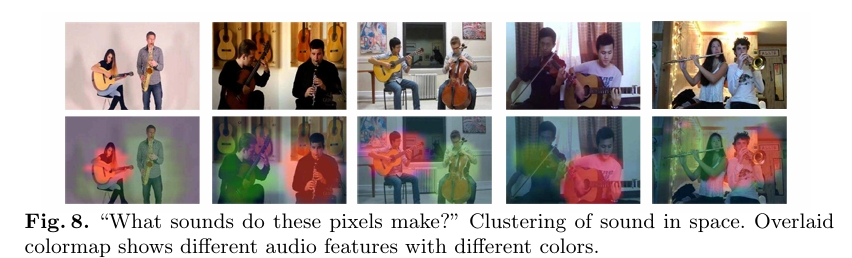 Fig. 8. “What sounds do these pixels make?” Clustering of sound in space. Overlaid
colormap shows different audio features with different colors.